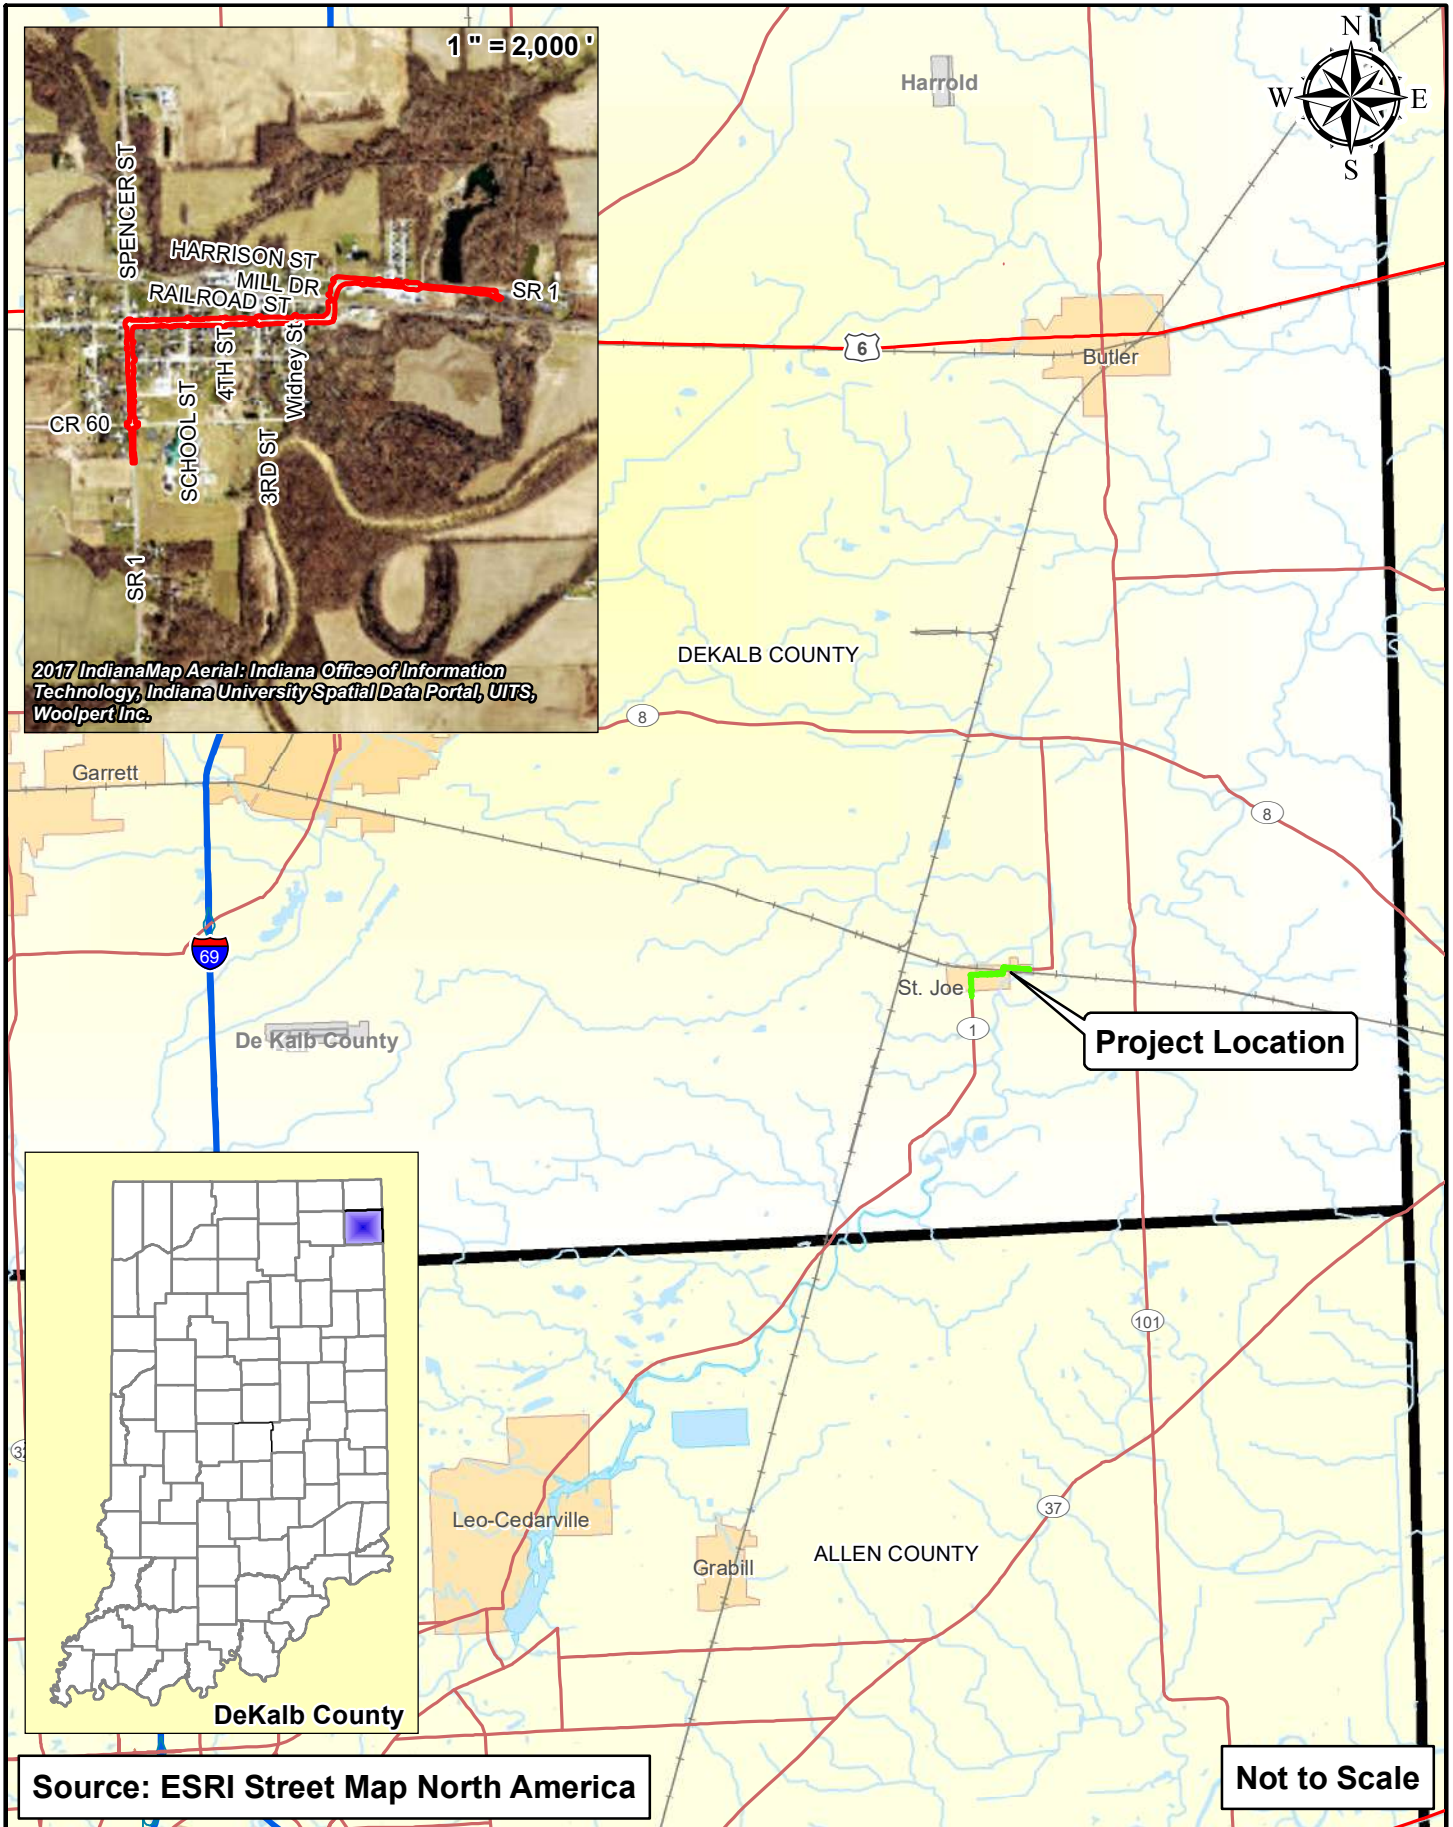 1 " = 2,000 '
SPENCER ST
HARRISON ST
MILL DR
RAILROAD ST
SR 1
4TH ST
Widney St
SCHOOL ST
CR 60
3RD ST
SR 1
2017 IndianaMap Aerial: Indiana Office of Information
Technology, Indiana University Spatial Data Portal, UITS,
Woolpert Inc.
N
W
E
S
Harrold
6
Butler
DEKALB COUNTY
8
Garrett
8
69
St. Joe
De Kalb County
1
Project Location
101
37
Leo-Cedarville
Grabill
ALLEN COUNTY
DeKalb County
Source: ESRI Street Map North America
Not to Scale